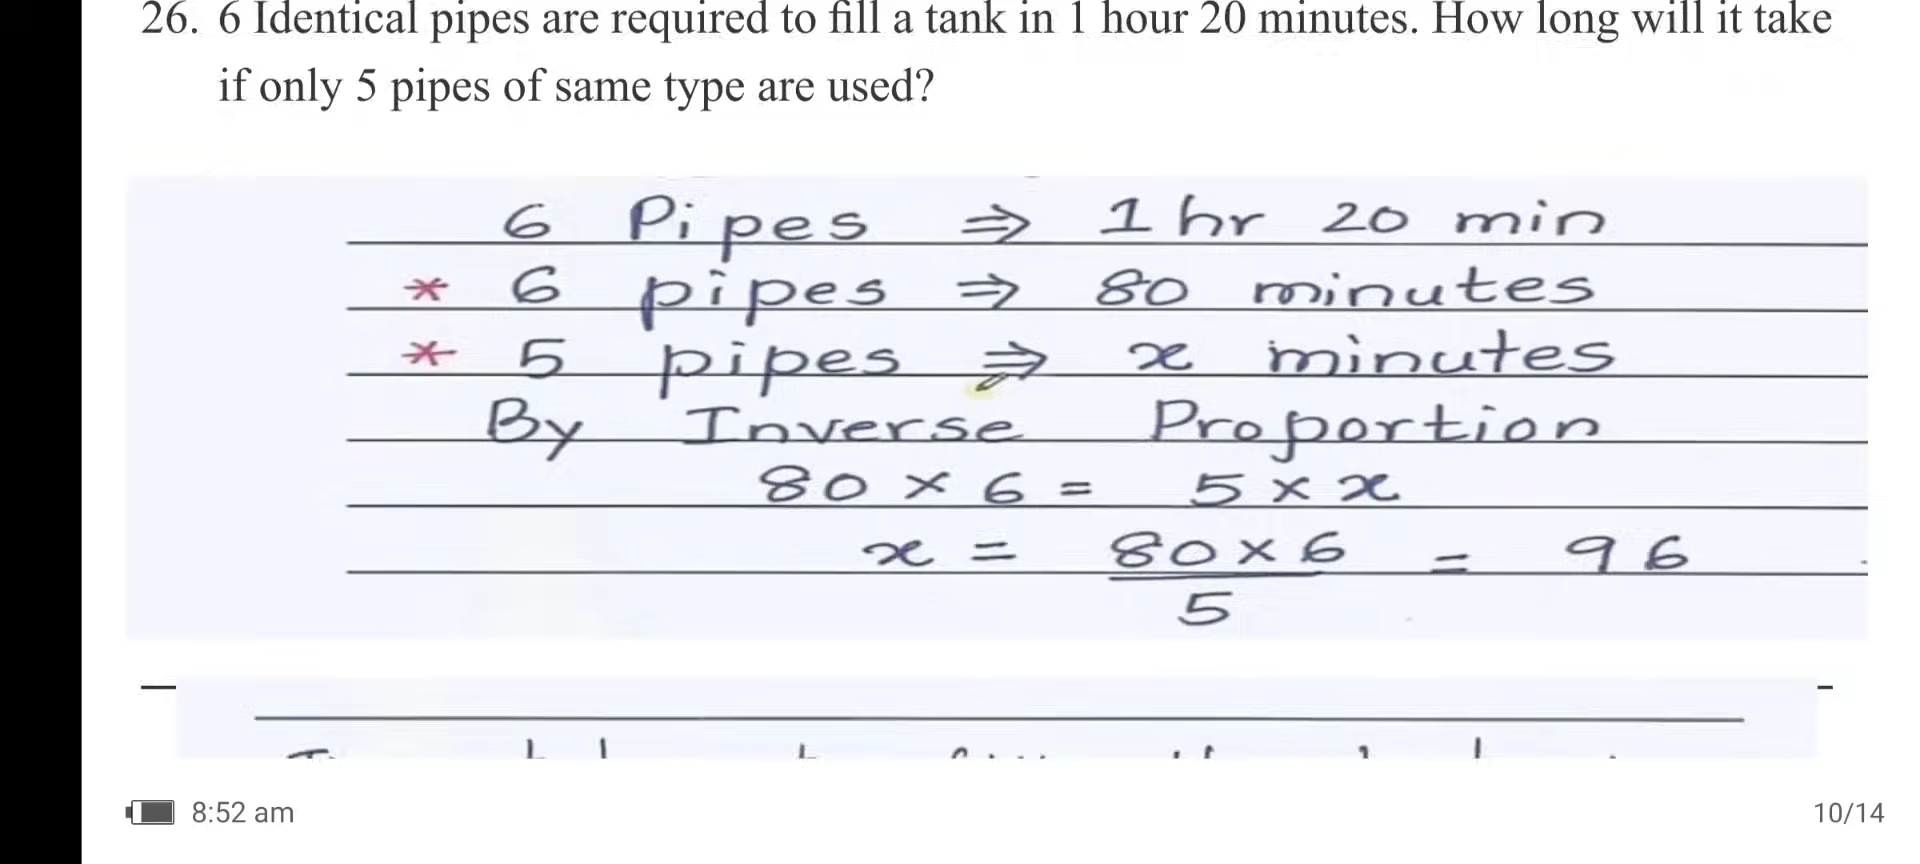 26. 6 Identical pipes are required to fill a tank in 1 hour 20 minutes. How long will it take
if only 5 pipes of same type are used?
6 Pipes ⇒ 1 hr 20 min
* 6 pipes ⇒ 80 minutes
* 5 pipes ⇒ x minutes
By Inverse Proportion
80 × 6 = 5 × x
x = 80 × 6 = 96
5
8:52 am 10/14